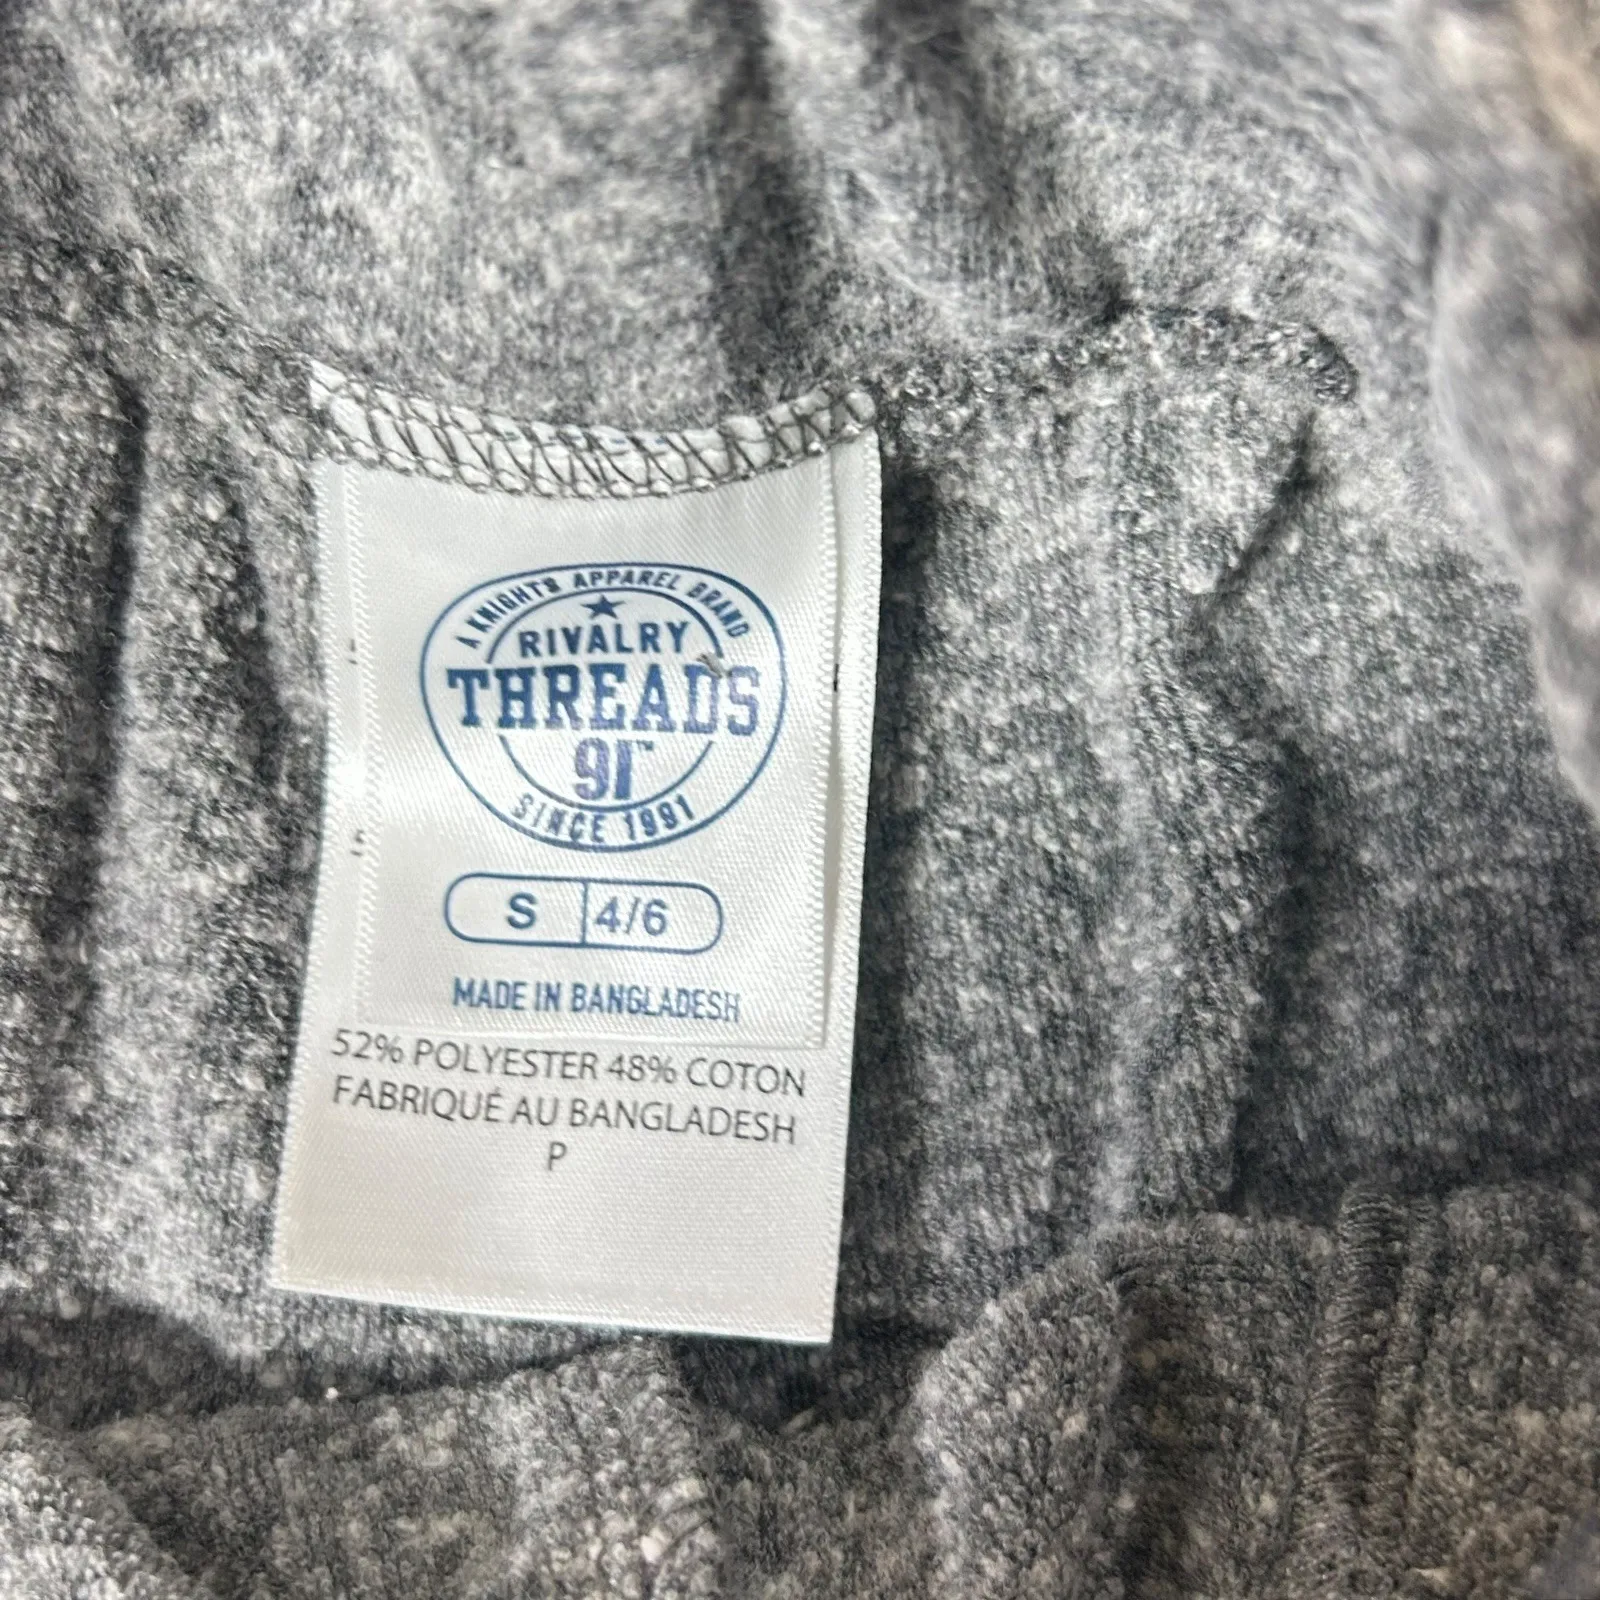 A KNIGHTS APPAREL BRAND
RIVALRY
THREADS
91™
SINCE 1991
S 4/6
MADE IN BANGLADESH
52% POLYESTER 48% COTON
FABRIQUÉ AU BANGLADESH
P